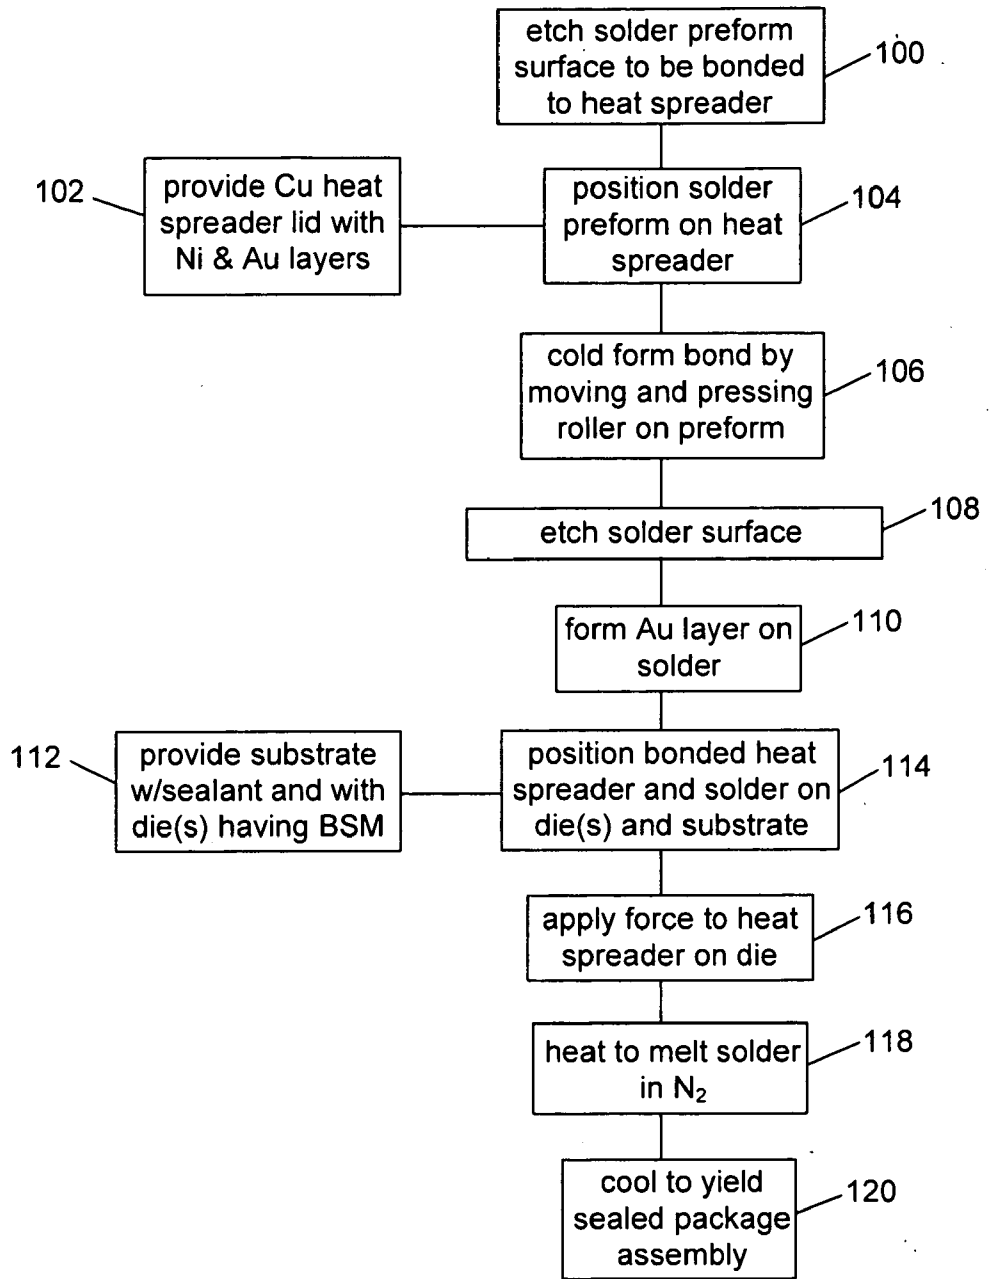 etch solder preform
surface to be bonded
to heat spreader
100
102
provide Cu heat
spreader lid with
Ni & Au layers
position solder
preform on heat
spreader
104
cold form bond by
moving and pressing
roller on preform
106
etch solder surface
108
form Au layer on
solder
110
112
provide substrate
w/sealant and with
die(s) having BSM
position bonded heat
spreader and solder on
die(s) and substrate
114
apply force to heat
spreader on die
116
heat to melt solder
in N₂
118
cool to yield
sealed package
assembly
120